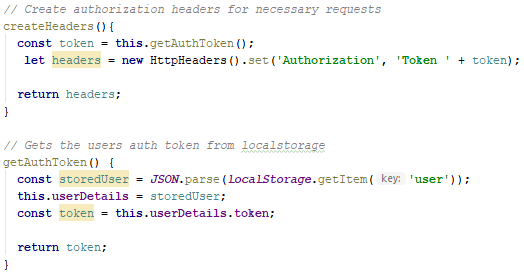 // Create authorization headers for necessary requests
createHeaders(){
  const token = this.getAuthToken();
   let headers = new HttpHeaders().set('Authorization', 'Token ' + token);

  return headers;
}

// Gets the users auth token from localstorage
getAuthToken() {
  const storedUser = JSON.parse(localStorage.getItem( key: 'user'));
  this.userDetails = storedUser;
  const token = this.userDetails.token;

  return token;
}